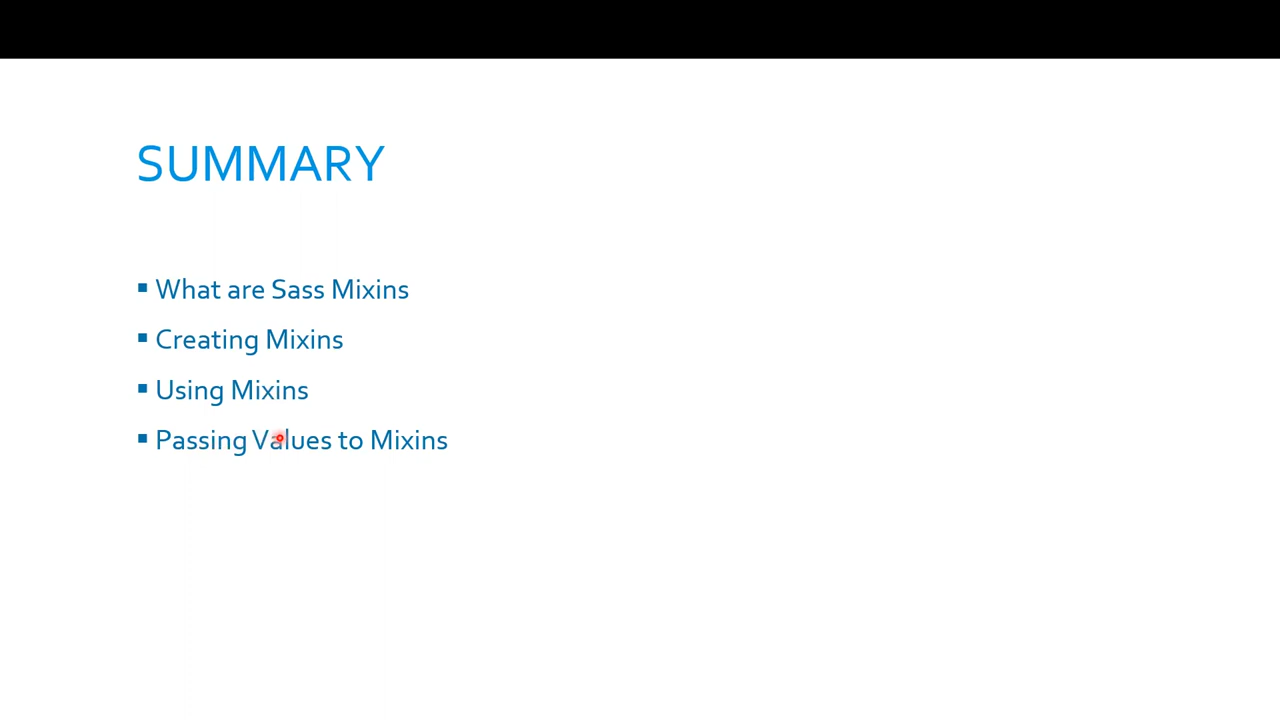 SUMMARY
What are Sass Mixins
Creating Mixins
Using Mixins
Passing Values to Mixins